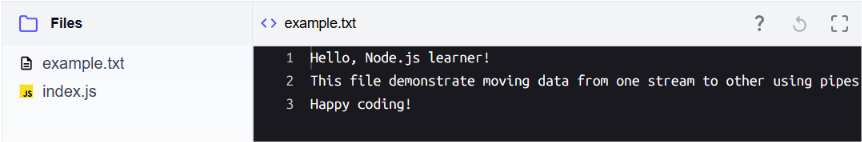 Files
example.txt
index.js
example.txt
?
1 Hello, Node.js learner!
2 This file demonstrate moving data from one stream to other using pipes
3 Happy coding!